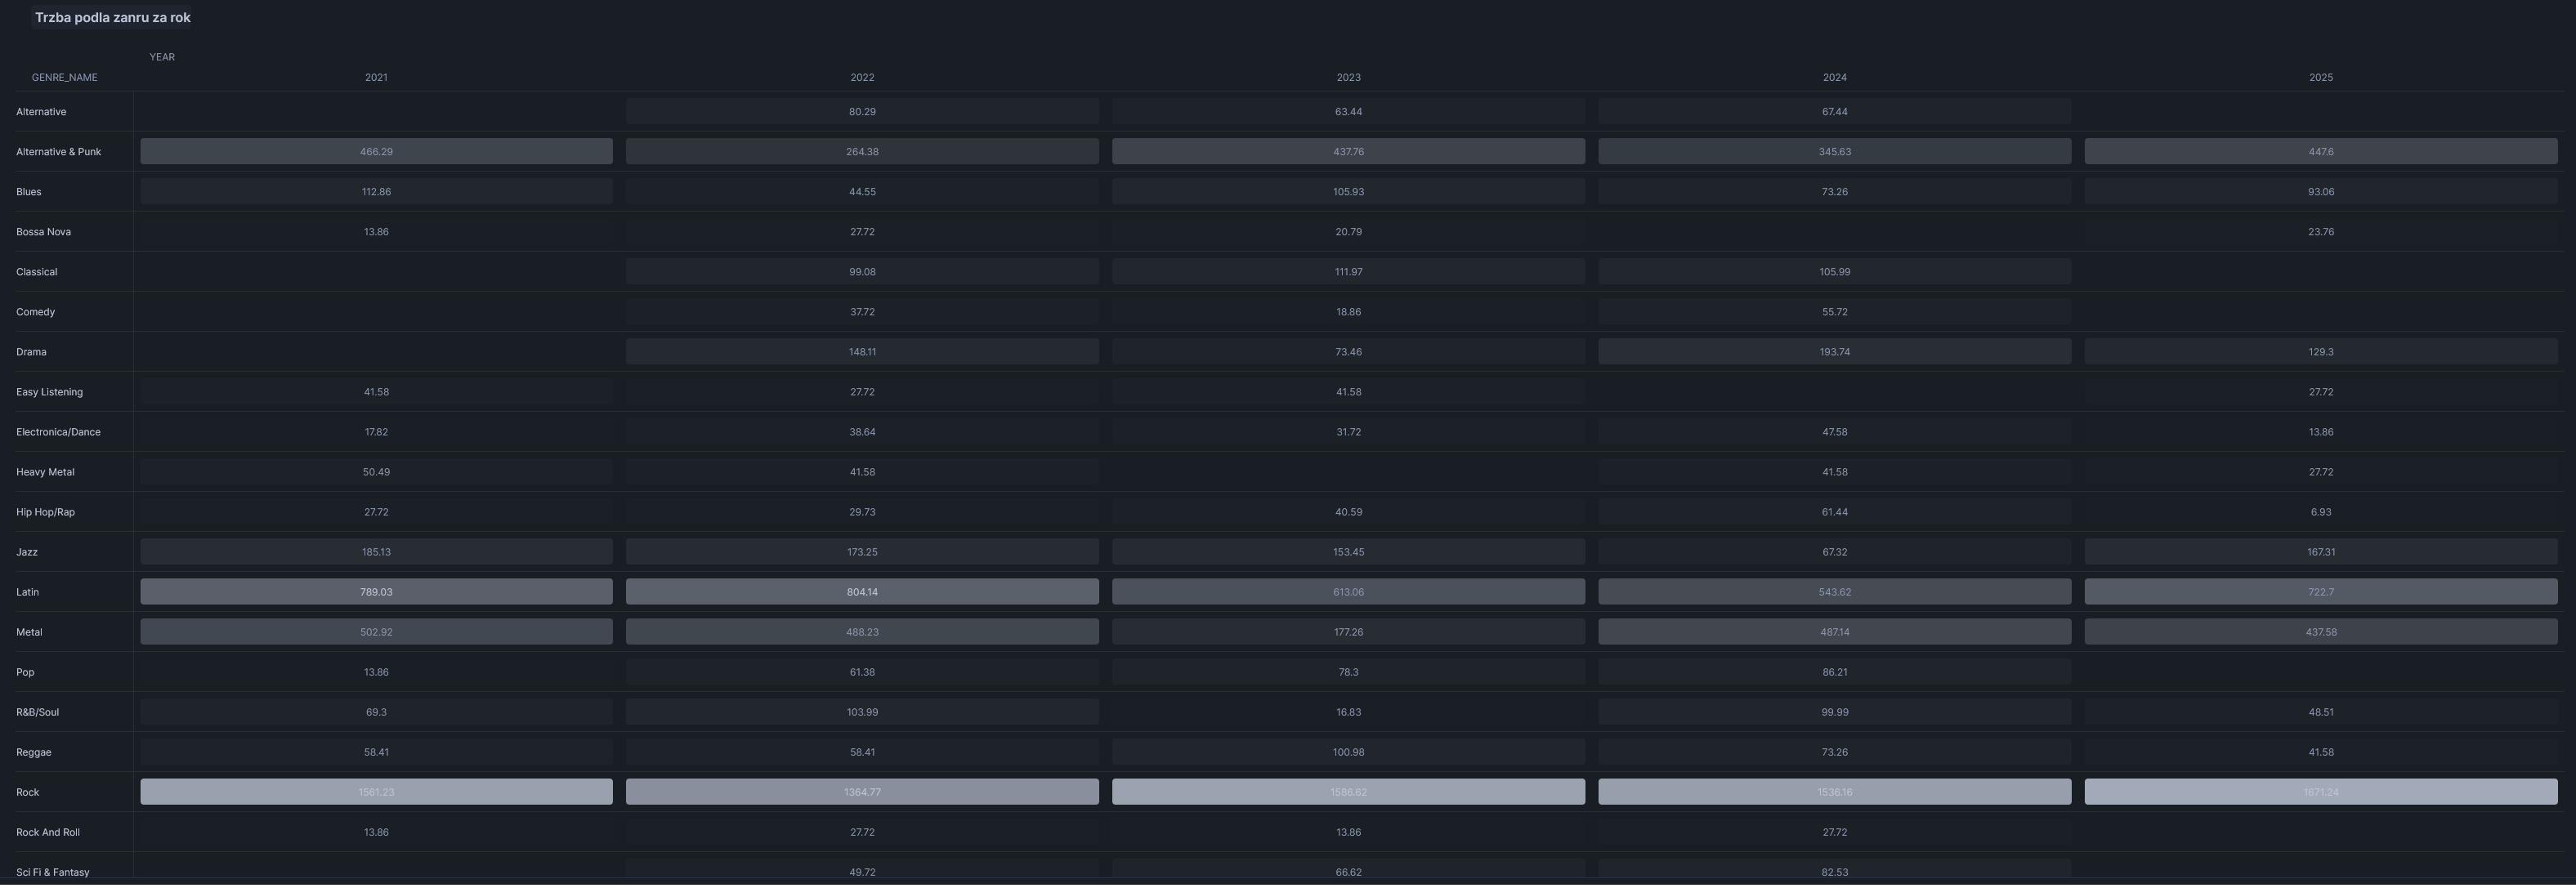 Trzba podla zanru za rok
YEAR
GENRE_NAME 2021 2022 2023 2024 2025
Alternative 80.29 63.44 67.44
Alternative & Punk 466.29 264.38 437.76 345.63 447.6
Blues 112.86 44.55 105.93 73.26 93.06
Bossa Nova 13.86 27.72 20.79 23.76
Classical 99.08 111.97 105.99
Comedy 37.72 18.86 55.72
Drama 148.11 73.46 193.74 129.3
Easy Listening 41.58 27.72 41.58 27.72
Electronica/Dance 17.82 38.64 31.72 47.58 13.86
Heavy Metal 50.49 41.58 41.58 27.72
Hip Hop/Rap 27.72 29.73 40.59 61.44 6.93
Jazz 185.13 173.25 153.45 67.32 167.31
Latin 789.03 804.14 613.06 543.62 722.7
Metal 502.92 488.23 177.26 487.14 437.58
Pop 13.86 61.38 78.3 86.21
R&B/Soul 69.3 103.99 16.83 99.99 48.51
Reggae 58.41 58.41 100.98 73.26 41.58
Rock 1561.23 1364.77 1586.62 1536.16 1671.24
Rock And Roll 13.86 27.72 13.86 27.72
Sci Fi & Fantasy 49.72 66.62 82.53